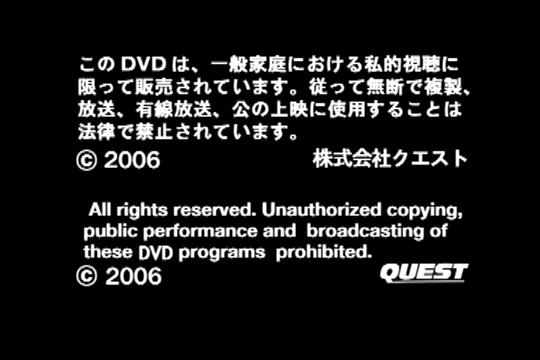 このDVDは、一般家庭における私的視聴に
限って販売されています。従って無断で複製、
放送、有線放送、公の上映に使用することは
法律で禁止されています。
© 2006 株式会社クエスト
All rights reserved. Unauthorized copying,
public performance and broadcasting of
these DVD programs prohibited.
© 2006 QUEST